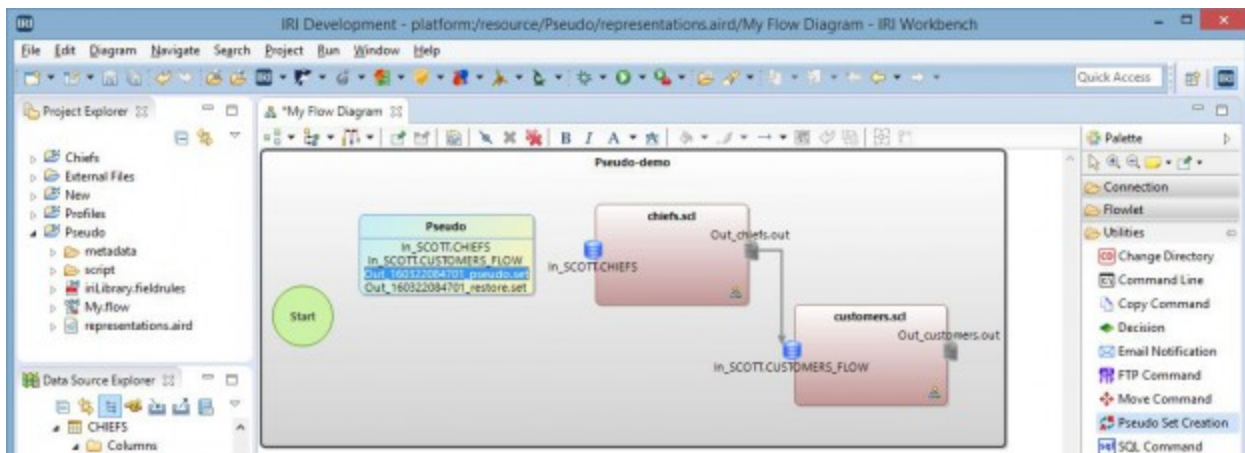 IRI Development - platform:/resource/Pseudo/representations.aird/My Flow Diagram - IRI Workbench
File Edit Diagram Navigate Search Project Run Window Help
Quick Access
Project Explorer
*My Flow Diagram
Palette
B I A
Chiefs
External Files
New
Profiles
Pseudo
metadata
script
iriLibrary.fieldrules
My.flow
representations.aird
Pseudo-demo
Pseudo
In_SCOTT.CHIEFS
In_SCOTT.CUSTOMERS_FLOW
Out_160322084701_pseudo.set
Out_160322084701_restore.set
Start
chiefs.scl
Out_chiefs.out
In_SCOTT.CHIEFS
customers.scl
Out_customers.out
In_SCOTT.CUSTOMERS_FLOW
Connection
Flowlet
Utilities
Change Directory
Command Line
Copy Command
Decision
Email Notification
FTP Command
Move Command
Pseudo Set Creation
SQL Command
Data Source Explorer
CHIEFS
Columns